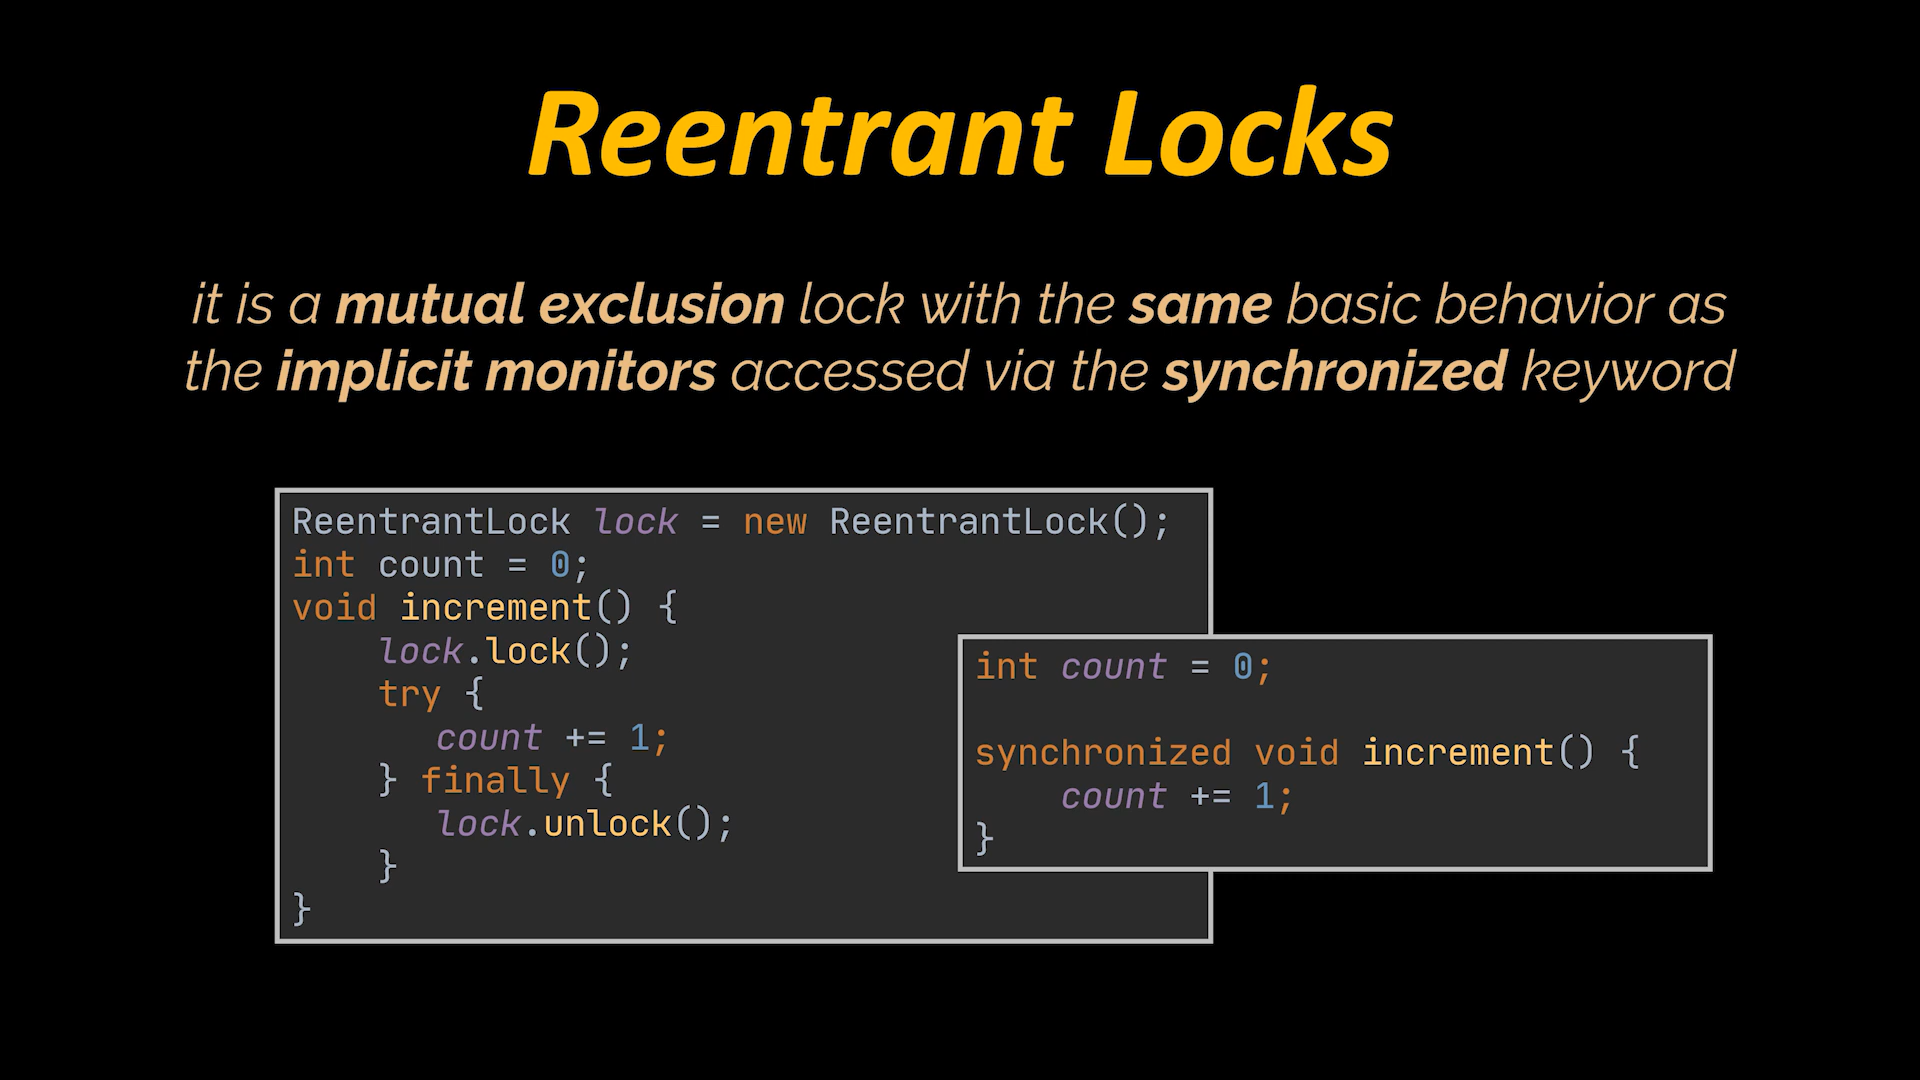 Reentrant Locks
it is a mutual exclusion lock with the same basic behavior as
the implicit monitors accessed via the synchronized keyword
ReentrantLock lock = new ReentrantLock();
int count = 0;
void increment() {
    lock.lock();
    try {
        count += 1;
    } finally {
        lock.unlock();
    }
}
int count = 0;
synchronized void increment() {
    count += 1;
}